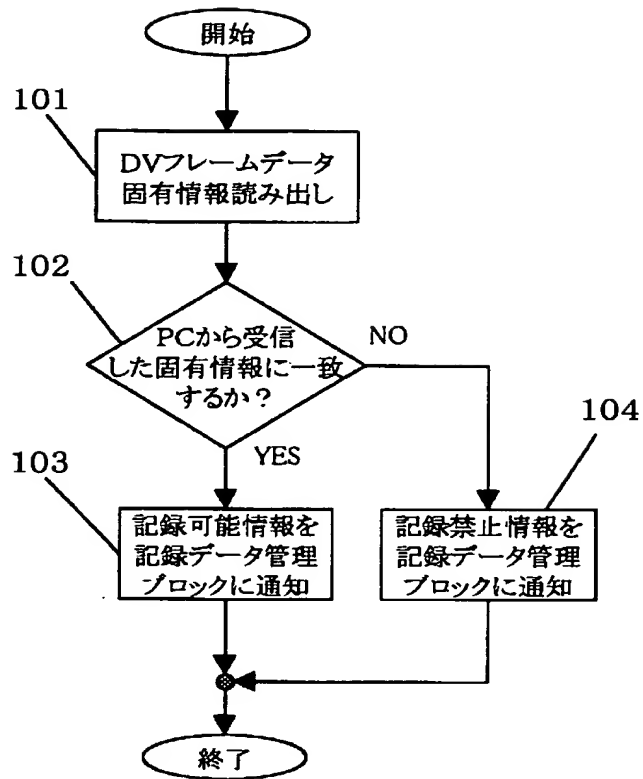 開始
101
DVフレームデータ
固有情報読み出し
102
PCから受信
した固有情報に一致
するか?
NO
YES
103
104
記録可能情報を
記録データ管理
ブロックに通知
記録禁止情報を
記録データ管理
ブロックに通知
終了